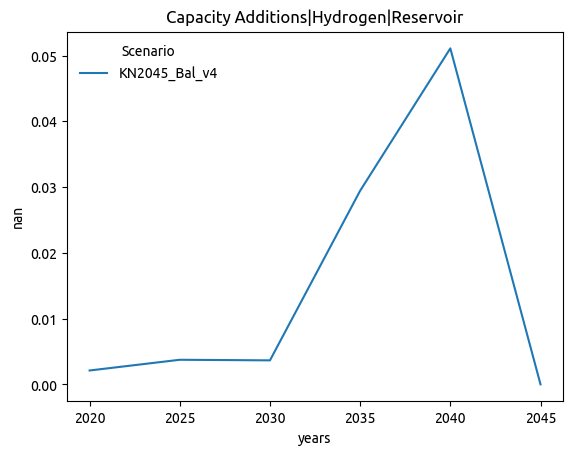 Capacity Additions|Hydrogen|Reservoir
Scenario
KN2045_Bal_v4
0.05
0.04
0.03
0.02
0.01
0.00
nan
2020 2025 2030 2035 2040 2045
years